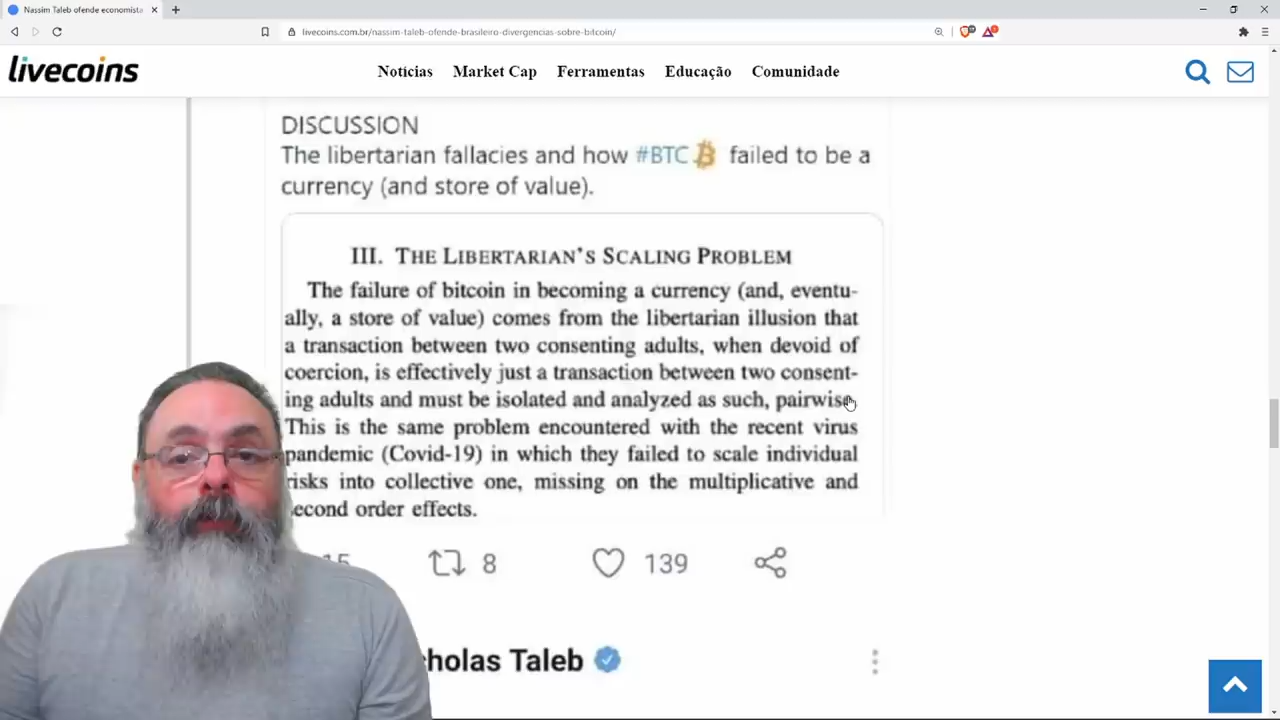 Nassim Taleb ofende economista
livecoins.com.br/nassim-taleb-ofende-brasileiro-divergencias-sobre-bitcoin/
livecoins
Notícias Market Cap Ferramentas Educação Comunidade
DISCUSSION
The libertarian fallacies and how #BTC failed to be a
currency (and store of value).
III. THE LIBERTARIAN'S SCALING PROBLEM
The failure of bitcoin in becoming a currency (and, eventu-
ally, a store of value) comes from the libertarian illusion that
a transaction between two consenting adults, when devoid of
coercion, is effectively just a transaction between two consent-
ing adults and must be isolated and analyzed as such, pairwise.
This is the same problem encountered with the recent virus
pandemic (Covid-19) in which they failed to scale individual
risks into collective one, missing on the multiplicative and
second order effects.
15 8 139
cholas Taleb